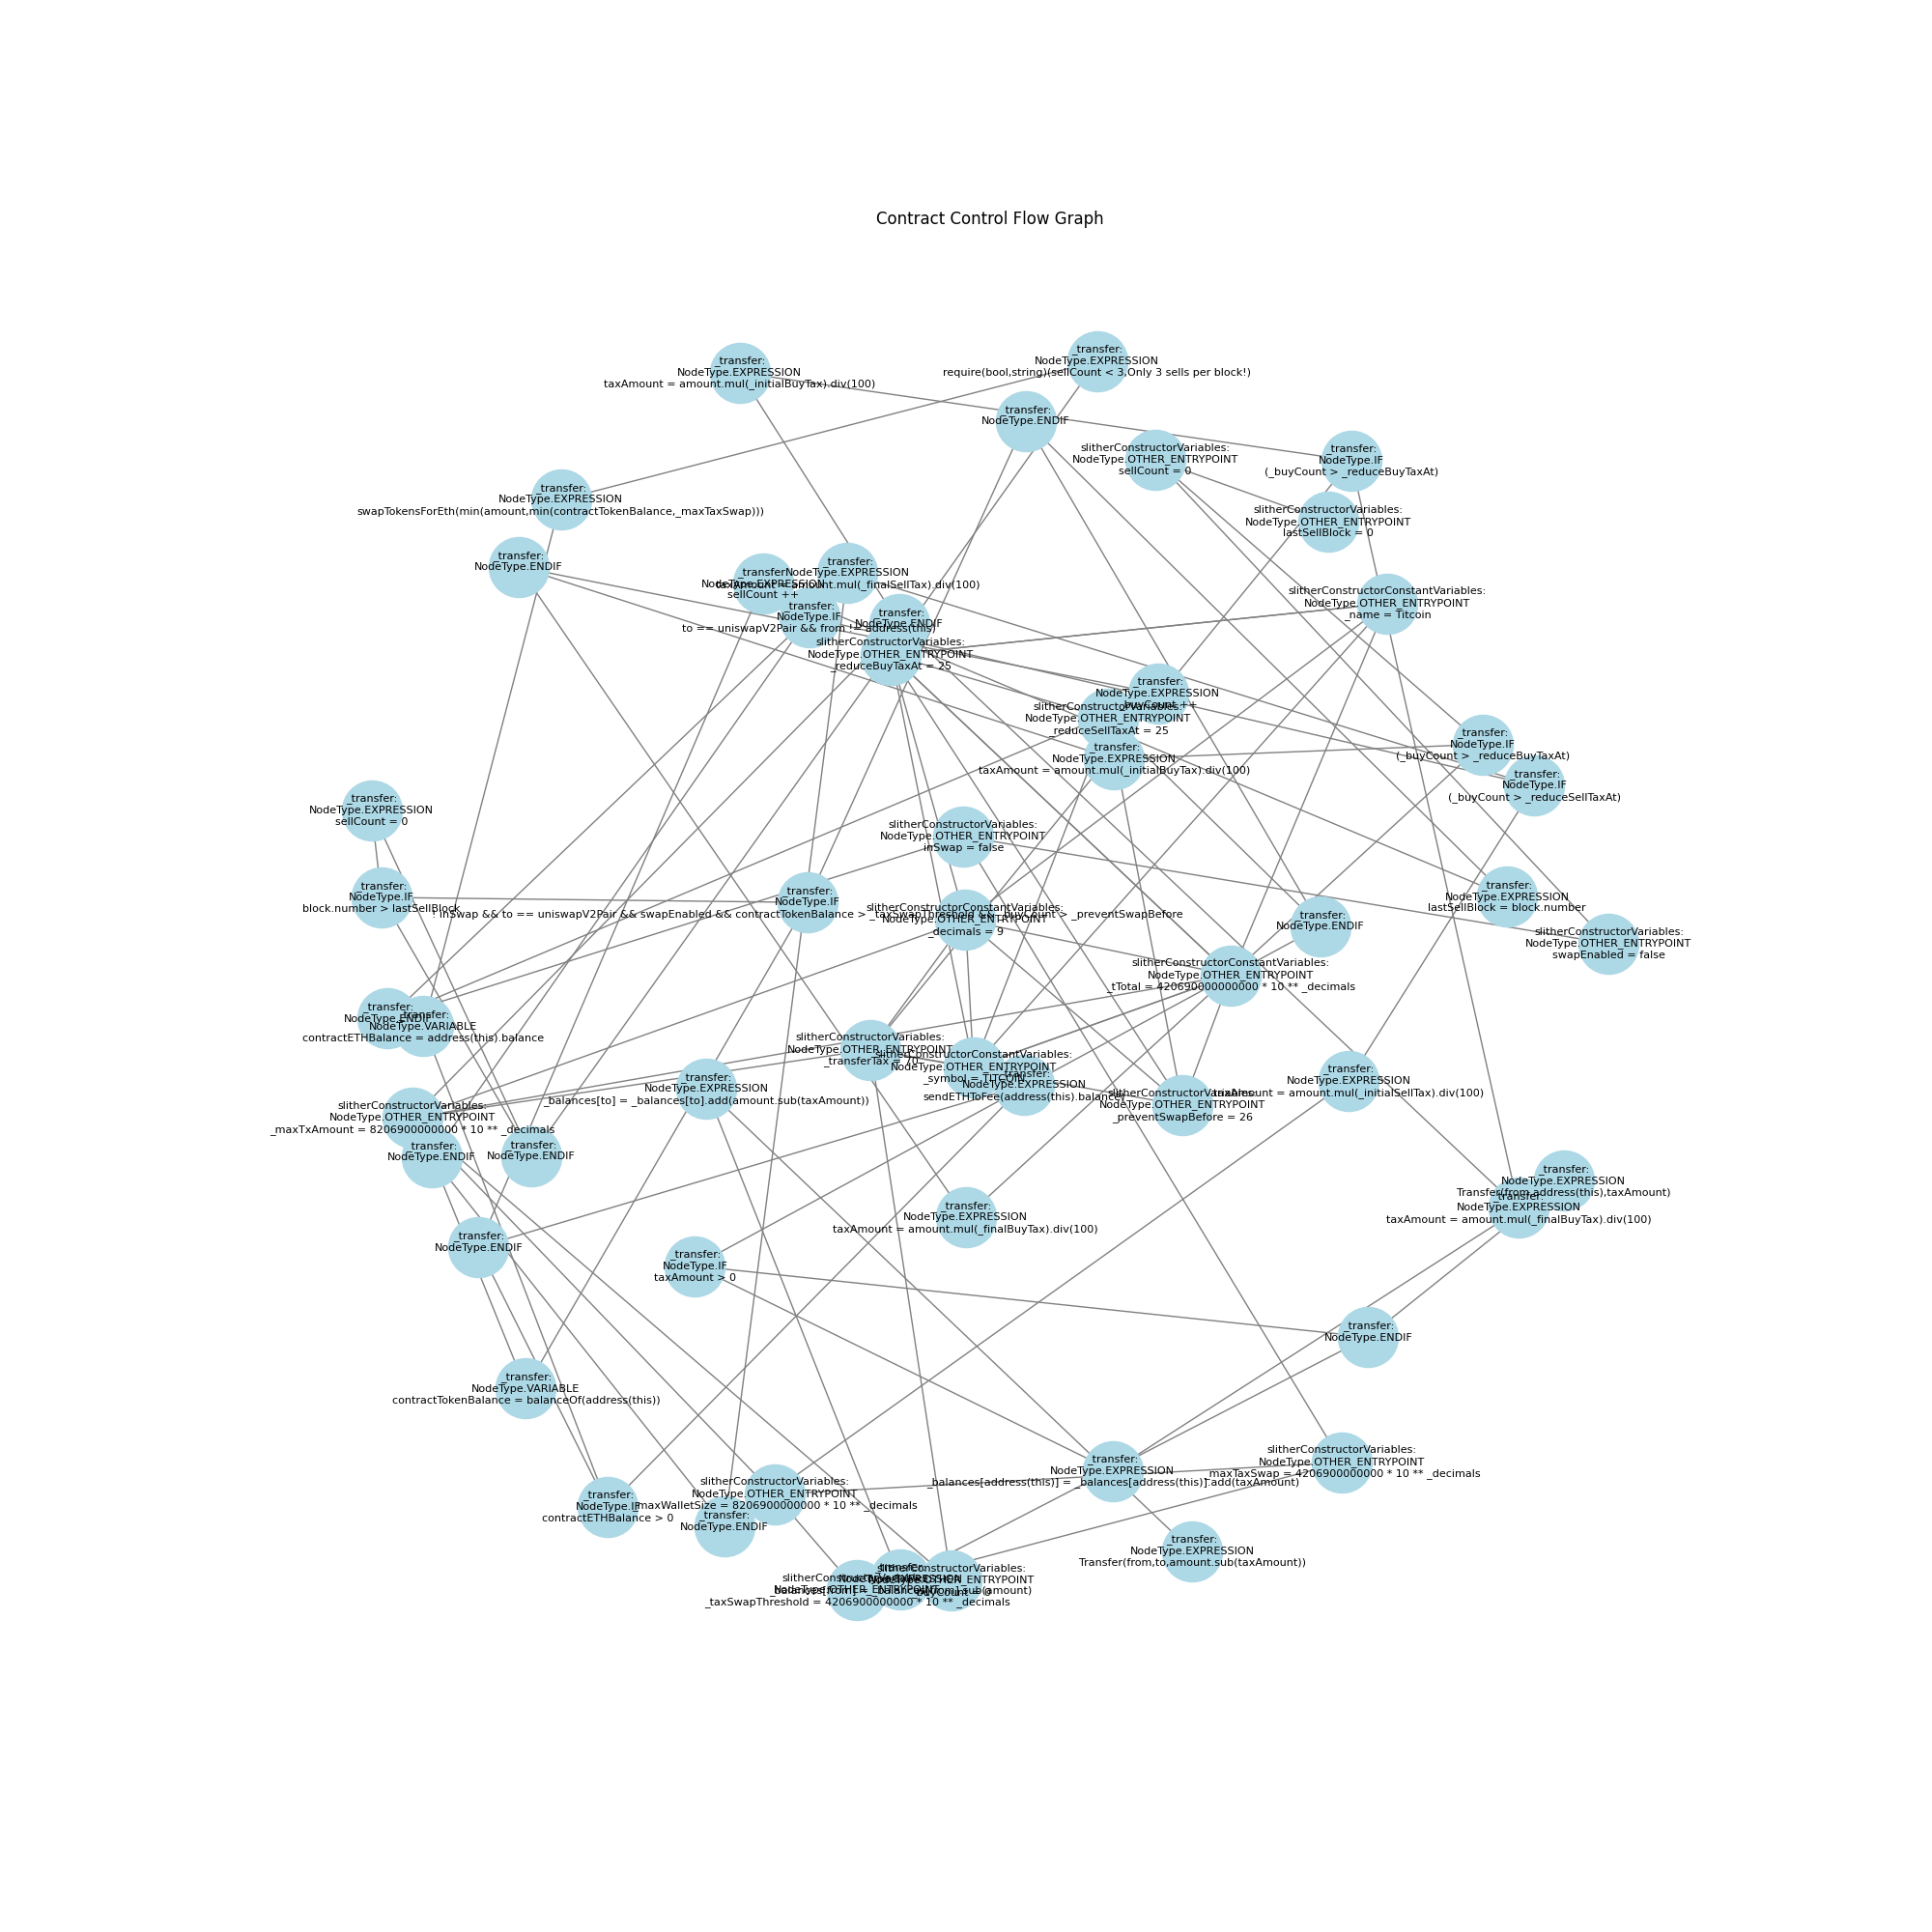 Contract Control Flow Graph
_transfer:
NodeType.EXPRESSION
require(bool,string)(sellCount < 3,Only 3 sells per block!)
_transfer:
NodeType.EXPRESSION
taxAmount = amount.mul(_initialBuyTax).div(100)
_transfer:
NodeType.ENDIF
slitherConstructorVariables:
NodeType.OTHER_ENTRYPOINT
sellCount = 0
_transfer:
NodeType.IF
(_buyCount > _reduceBuyTaxAt)
_transfer:
NodeType.EXPRESSION
swapTokensForEth(min(amount,min(contractTokenBalance,_maxTaxSwap)))
slitherConstructorVariables:
NodeType.OTHER_ENTRYPOINT
lastSellBlock = 0
_transfer:
NodeType.ENDIF
_transfer:
NodeType.EXPRESSION
taxAmount = amount.mul(_finalSellTax).div(100)
_transfer:
NodeType.EXPRESSION
sellCount ++
slitherConstructorConstantVariables:
NodeType.OTHER_ENTRYPOINT
_name = Titcoin
_transfer:
NodeType.IF
to == uniswapV2Pair && from != address(this)
_transfer:
NodeType.ENDIF
slitherConstructorVariables:
NodeType.OTHER_ENTRYPOINT
_reduceBuyTaxAt = 25
_transfer:
NodeType.EXPRESSION
_buyCount ++
slitherConstructorVariables:
NodeType.OTHER_ENTRYPOINT
_reduceSellTaxAt = 25
_transfer:
NodeType.EXPRESSION
taxAmount = amount.mul(_initialBuyTax).div(100)
_transfer:
NodeType.IF
(_buyCount > _reduceBuyTaxAt)
_transfer:
NodeType.IF
(_buyCount > _reduceSellTaxAt)
_transfer:
NodeType.EXPRESSION
sellCount = 0
slitherConstructorVariables:
NodeType.OTHER_ENTRYPOINT
inSwap = false
_transfer:
NodeType.IF
block.number > lastSellBlock
_transfer:
NodeType.IF
! inSwap && to == uniswapV2Pair && swapEnabled && contractTokenBalance > _taxSwapThreshold && _buyCount > _preventSwapBefore
slitherConstructorConstantVariables:
NodeType.OTHER_ENTRYPOINT
_decimals = 9
_transfer:
NodeType.EXPRESSION
lastSellBlock = block.number
_transfer:
NodeType.ENDIF
slitherConstructorVariables:
NodeType.OTHER_ENTRYPOINT
swapEnabled = false
slitherConstructorConstantVariables:
NodeType.OTHER_ENTRYPOINT
_tTotal = 420690000000000 * 10 ** _decimals
_transfer:
NodeType.ENDIF
_transfer:
NodeType.VARIABLE
contractETHBalance = address(this).balance
slitherConstructorVariables:
NodeType.OTHER_ENTRYPOINT
_transferTax = 70
slitherConstructorConstantVariables:
NodeType.OTHER_ENTRYPOINT
_symbol = TITCOIN
_transfer:
NodeType.EXPRESSION
sendETHToFee(address(this).balance)
_transfer:
NodeType.EXPRESSION
_balances[to] = _balances[to].add(amount.sub(taxAmount))
slitherConstructorVariables:
NodeType.OTHER_ENTRYPOINT
_preventSwapBefore = 26
_transfer:
NodeType.EXPRESSION
taxAmount = amount.mul(_initialSellTax).div(100)
slitherConstructorVariables:
NodeType.OTHER_ENTRYPOINT
_maxTxAmount = 8206900000000 * 10 ** _decimals
_transfer:
NodeType.ENDIF
_transfer:
NodeType.ENDIF
_transfer:
NodeType.EXPRESSION
Transfer(from,address(this),taxAmount)
_transfer:
NodeType.EXPRESSION
taxAmount = amount.mul(_finalBuyTax).div(100)
_transfer:
NodeType.EXPRESSION
taxAmount = amount.mul(_finalBuyTax).div(100)
_transfer:
NodeType.ENDIF
_transfer:
NodeType.IF
taxAmount > 0
_transfer:
NodeType.ENDIF
_transfer:
NodeType.VARIABLE
contractTokenBalance = balanceOf(address(this))
slitherConstructorVariables:
NodeType.OTHER_ENTRYPOINT
_maxTaxSwap = 4206900000000 * 10 ** _decimals
_transfer:
NodeType.EXPRESSION
_balances[address(this)] = _balances[address(this)].add(taxAmount)
slitherConstructorVariables:
NodeType.OTHER_ENTRYPOINT
_maxWalletSize = 8206900000000 * 10 ** _decimals
_transfer:
NodeType.IF
contractETHBalance > 0
_transfer:
NodeType.ENDIF
_transfer:
NodeType.EXPRESSION
Transfer(from,to,amount.sub(taxAmount))
slitherConstructorVariables:
NodeType.OTHER_ENTRYPOINT
_buyCount = 0
_transfer:
NodeType.EXPRESSION
_balances[from] = _balances[from].sub(amount)
slitherConstructorVariables:
NodeType.OTHER_ENTRYPOINT
_taxSwapThreshold = 4206900000000 * 10 ** _decimals